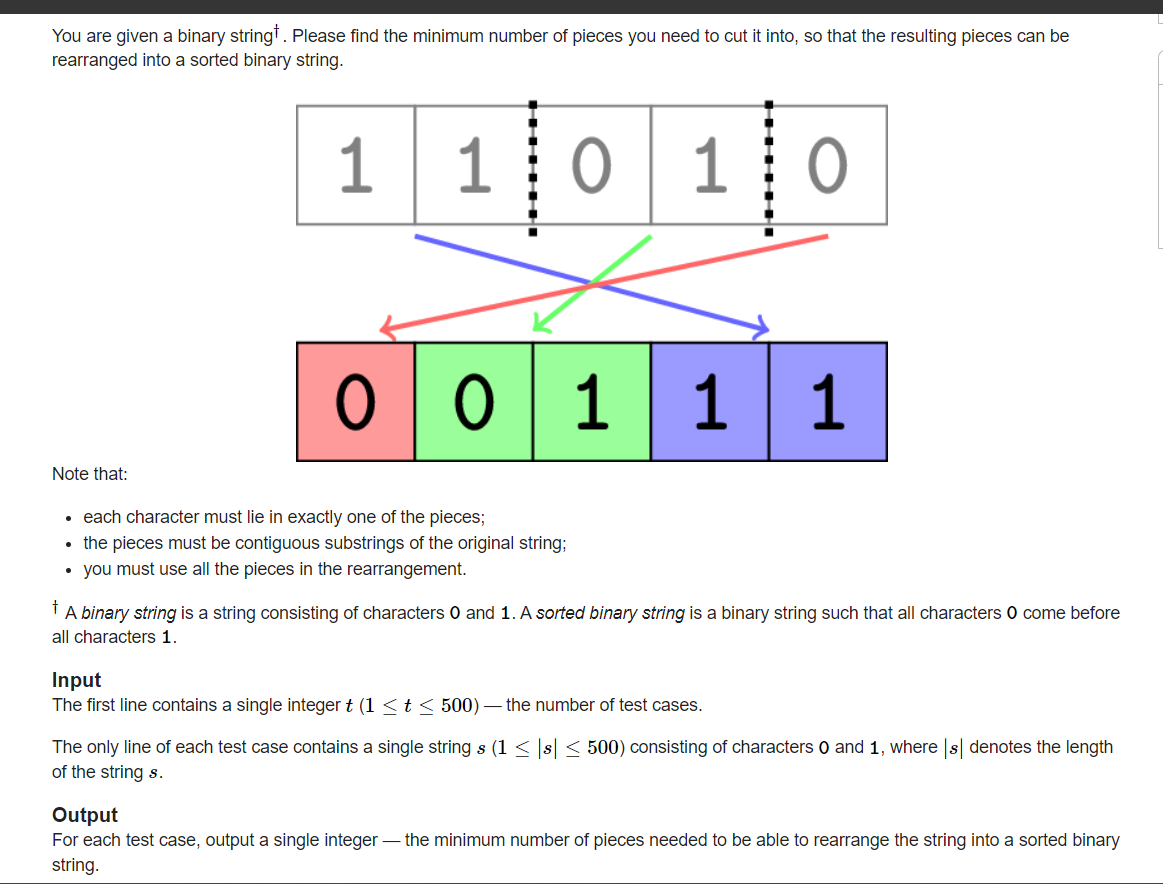 You are given a binary string†. Please find the minimum number of pieces you need to cut it into, so that the resulting pieces can be
rearranged into a sorted binary string.
1 1 0 1 0
0 0 1 1 1
Note that:
• each character must lie in exactly one of the pieces;
• the pieces must be contiguous substrings of the original string;
• you must use all the pieces in the rearrangement.
† A binary string is a string consisting of characters 0 and 1. A sorted binary string is a binary string such that all characters 0 come before
all characters 1.
Input
The first line contains a single integer t (1 ≤ t ≤ 500) — the number of test cases.
The only line of each test case contains a single string s (1 ≤ |s| ≤ 500) consisting of characters 0 and 1, where |s| denotes the length
of the string s.
Output
For each test case, output a single integer — the minimum number of pieces needed to be able to rearrange the string into a sorted binary
string.